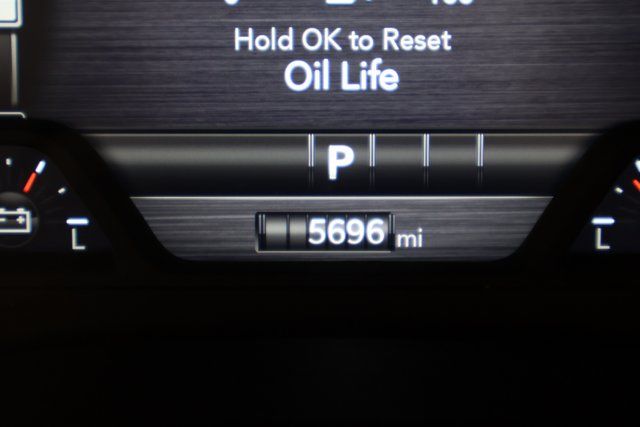 Hold OK to Reset
Oil Life
P
5696 mi
L
L